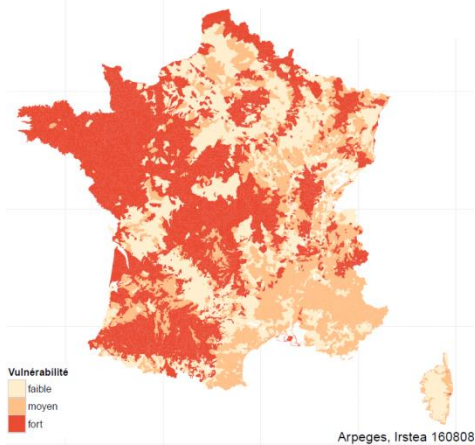 Vulnérabilité
faible
moyen
fort
Arpeges, Irstea 160808